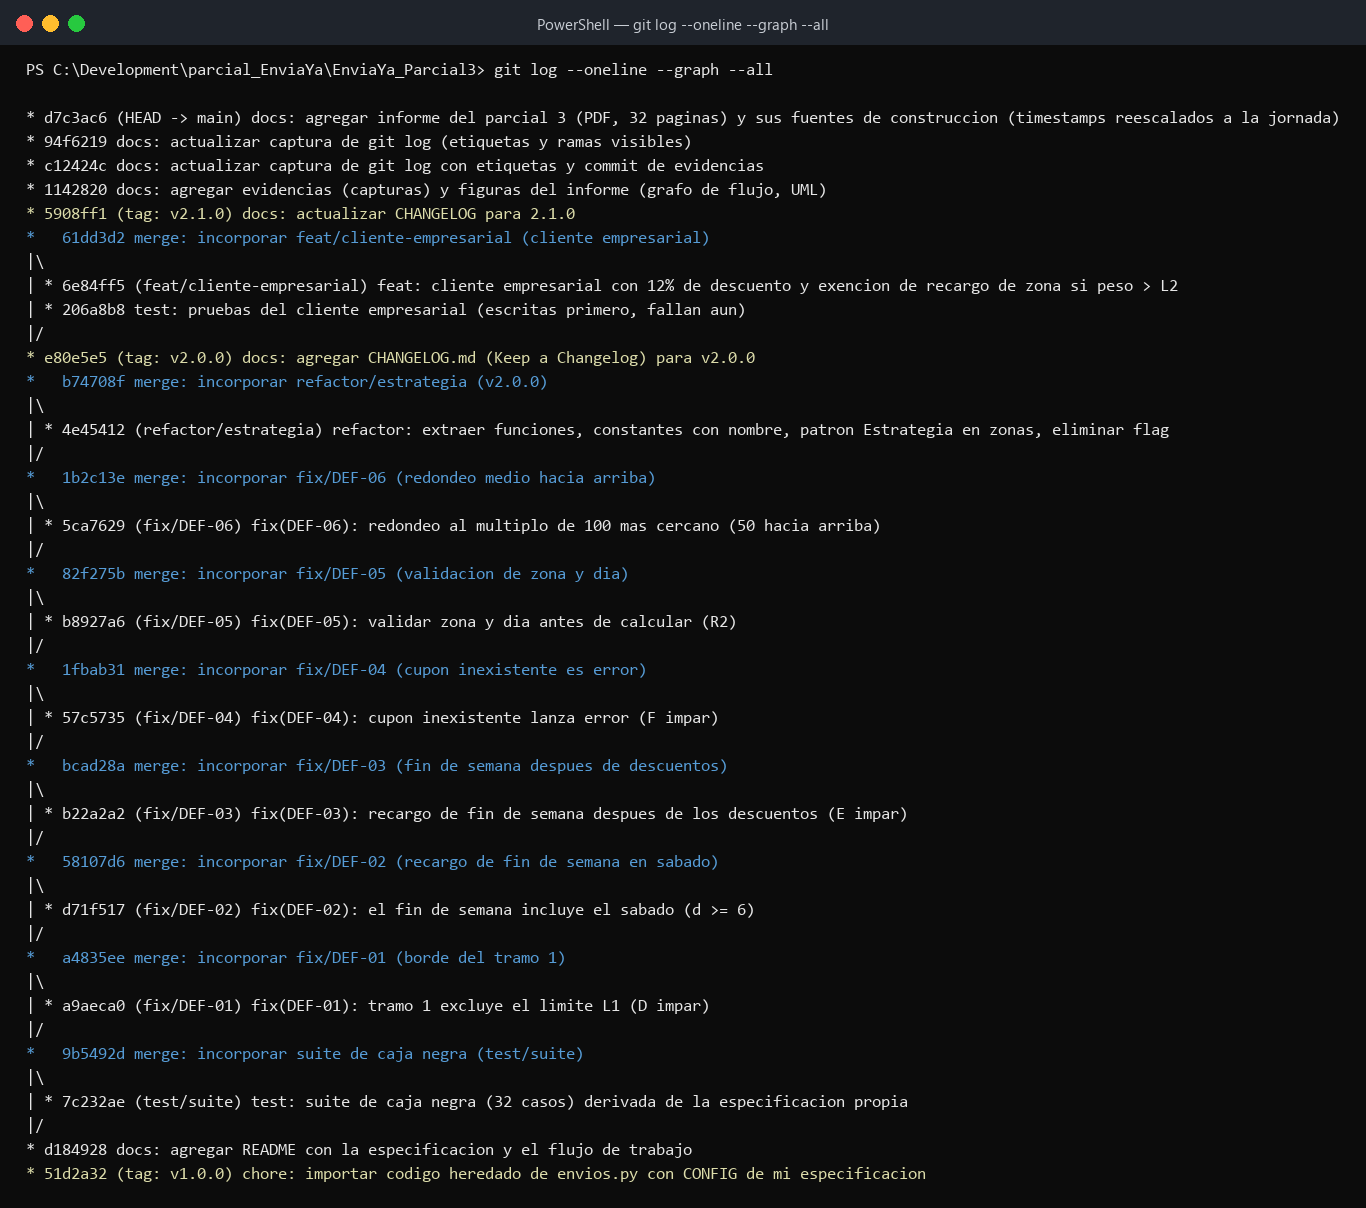 PowerShell — git log --oneline --graph --all
PS C:\Development\parcial_EnviaYa\EnviaYa_Parcial3> git log --oneline --graph --all
* d7c3ac6 (HEAD -> main) docs: agregar informe del parcial 3 (PDF, 32 paginas) y sus fuentes de construccion (timestamps reescalados a la jornada)
* 94f6219 docs: actualizar captura de git log (etiquetas y ramas visibles)
* c12424c docs: actualizar captura de git log con etiquetas y commit de evidencias
* 1142820 docs: agregar evidencias (capturas) y figuras del informe (grafo de flujo, UML)
* 5908ff1 (tag: v2.1.0) docs: actualizar CHANGELOG para 2.1.0
*   61dd3d2 merge: incorporar feat/cliente-empresarial (cliente empresarial)
|\
| * 6e84ff5 (feat/cliente-empresarial) feat: cliente empresarial con 12% de descuento y exencion de recargo de zona si peso > L2
| * 206a8b8 test: pruebas del cliente empresarial (escritas primero, fallan aun)
|/
* e80e5e5 (tag: v2.0.0) docs: agregar CHANGELOG.md (Keep a Changelog) para v2.0.0
*   b74708f merge: incorporar refactor/estrategia (v2.0.0)
|\
| * 4e45412 (refactor/estrategia) refactor: extraer funciones, constantes con nombre, patron Estrategia en zonas, eliminar flag
|/
*   1b2c13e merge: incorporar fix/DEF-06 (redondeo medio hacia arriba)
|\
| * 5ca7629 (fix/DEF-06) fix(DEF-06): redondeo al multiplo de 100 mas cercano (50 hacia arriba)
|/
*   82f275b merge: incorporar fix/DEF-05 (validacion de zona y dia)
|\
| * b8927a6 (fix/DEF-05) fix(DEF-05): validar zona y dia antes de calcular (R2)
|/
*   1fbab31 merge: incorporar fix/DEF-04 (cupon inexistente es error)
|\
| * 57c5735 (fix/DEF-04) fix(DEF-04): cupon inexistente lanza error (F impar)
|/
*   bcad28a merge: incorporar fix/DEF-03 (fin de semana despues de descuentos)
|\
| * b22a2a2 (fix/DEF-03) fix(DEF-03): recargo de fin de semana despues de los descuentos (E impar)
|/
*   58107d6 merge: incorporar fix/DEF-02 (recargo de fin de semana en sabado)
|\
| * d71f517 (fix/DEF-02) fix(DEF-02): el fin de semana incluye el sabado (d >= 6)
|/
*   a4835ee merge: incorporar fix/DEF-01 (borde del tramo 1)
|\
| * a9aeca0 (fix/DEF-01) fix(DEF-01): tramo 1 excluye el limite L1 (D impar)
|/
*   9b5492d merge: incorporar suite de caja negra (test/suite)
|\
| * 7c232ae (test/suite) test: suite de caja negra (32 casos) derivada de la especificacion propia
|/
* d184928 docs: agregar README con la especificacion y el flujo de trabajo
* 51d2a32 (tag: v1.0.0) chore: importar codigo heredado de envios.py con CONFIG de mi especificacion